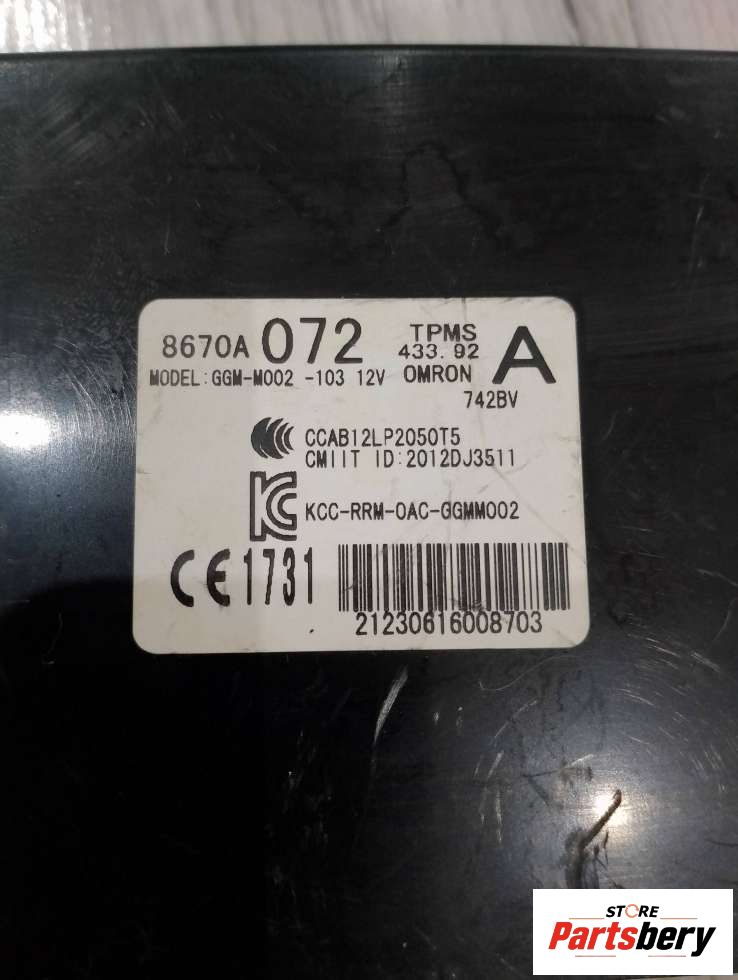 8670A 072 TPMS 433.92 A
MODEL:GGM-M002 -103 12V OMRON
742BV
CCAB12LP2050T5
CMIIT ID:2012DJ3511
KC KCC-RRM-OAC-GGMM002
CE1731
21230616008703
STORE
Partsbery